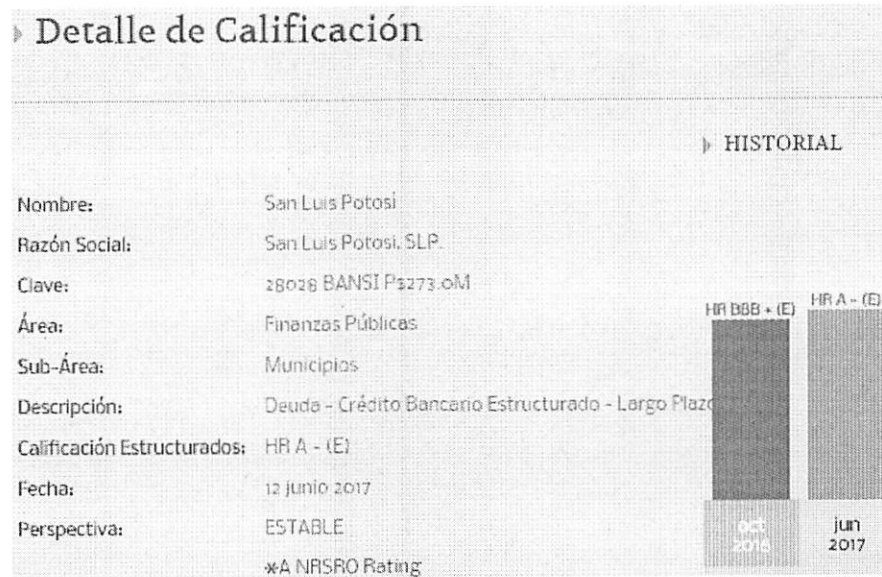 Detalle de Calificación
HISTORIAL
Nombre: San Luis Potosi
Razón Social: San Luis Potosi, SLP.
Clave: 28028 BANSI P$273.0M
Área: Finanzas Públicas
Sub-Área: Municipios
Descripción: Deuda - Crédito Bancario Estructurado - Largo Plazo
Calificación Estructurados: HR A - (E)
Fecha: 12 junio 2017
Perspectiva: ESTABLE
*A NRSRO Rating
HR BBB + (E)
HR A - (E)
oct
2016
jun
2017